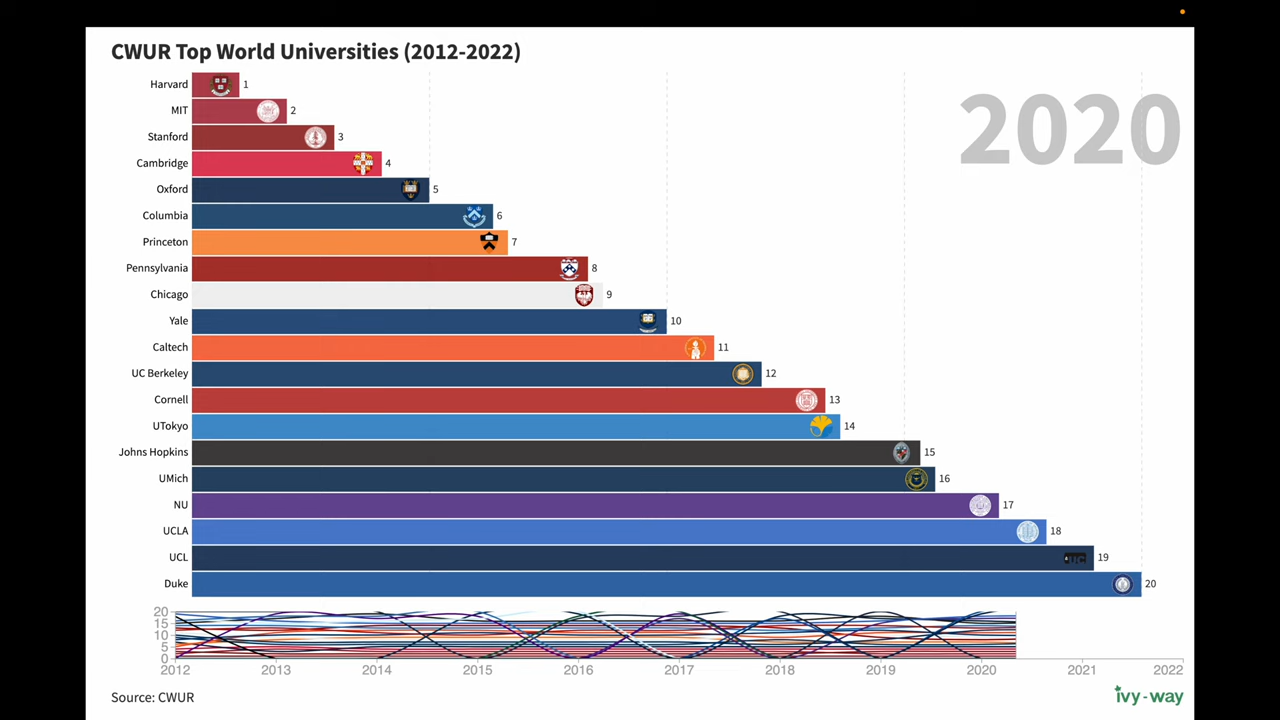 CWUR Top World Universities (2012-2022)
2020
Harvard 1
MIT 2
Stanford 3
Cambridge 4
Oxford 5
Columbia 6
Princeton 7
Pennsylvania 8
Chicago 9
Yale 10
Caltech 11
UC Berkeley 12
Cornell 13
UTokyo 14
Johns Hopkins 15
UMich 16
NU 17
UCLA 18
UCL 19
Duke 20
20
15
10
5
0
2012 2013 2014 2015 2016 2017 2018 2019 2020 2021 2022
Source: CWUR
ivy-way